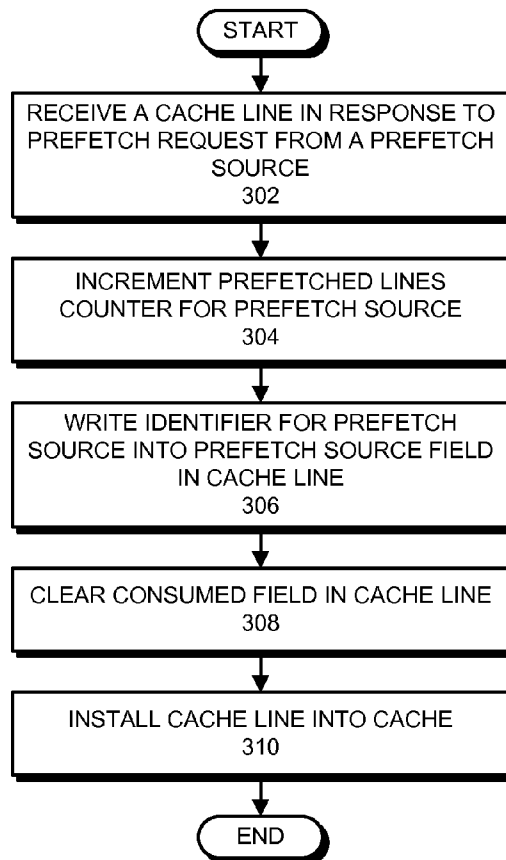 START
RECEIVE A CACHE LINE IN RESPONSE TO
PREFETCH REQUEST FROM A PREFETCH
SOURCE
302
INCREMENT PREFETCHED LINES
COUNTER FOR PREFETCH SOURCE
304
WRITE IDENTIFIER FOR PREFETCH
SOURCE INTO PREFETCH SOURCE FIELD
IN CACHE LINE
306
CLEAR CONSUMED FIELD IN CACHE LINE
308
INSTALL CACHE LINE INTO CACHE
310
END